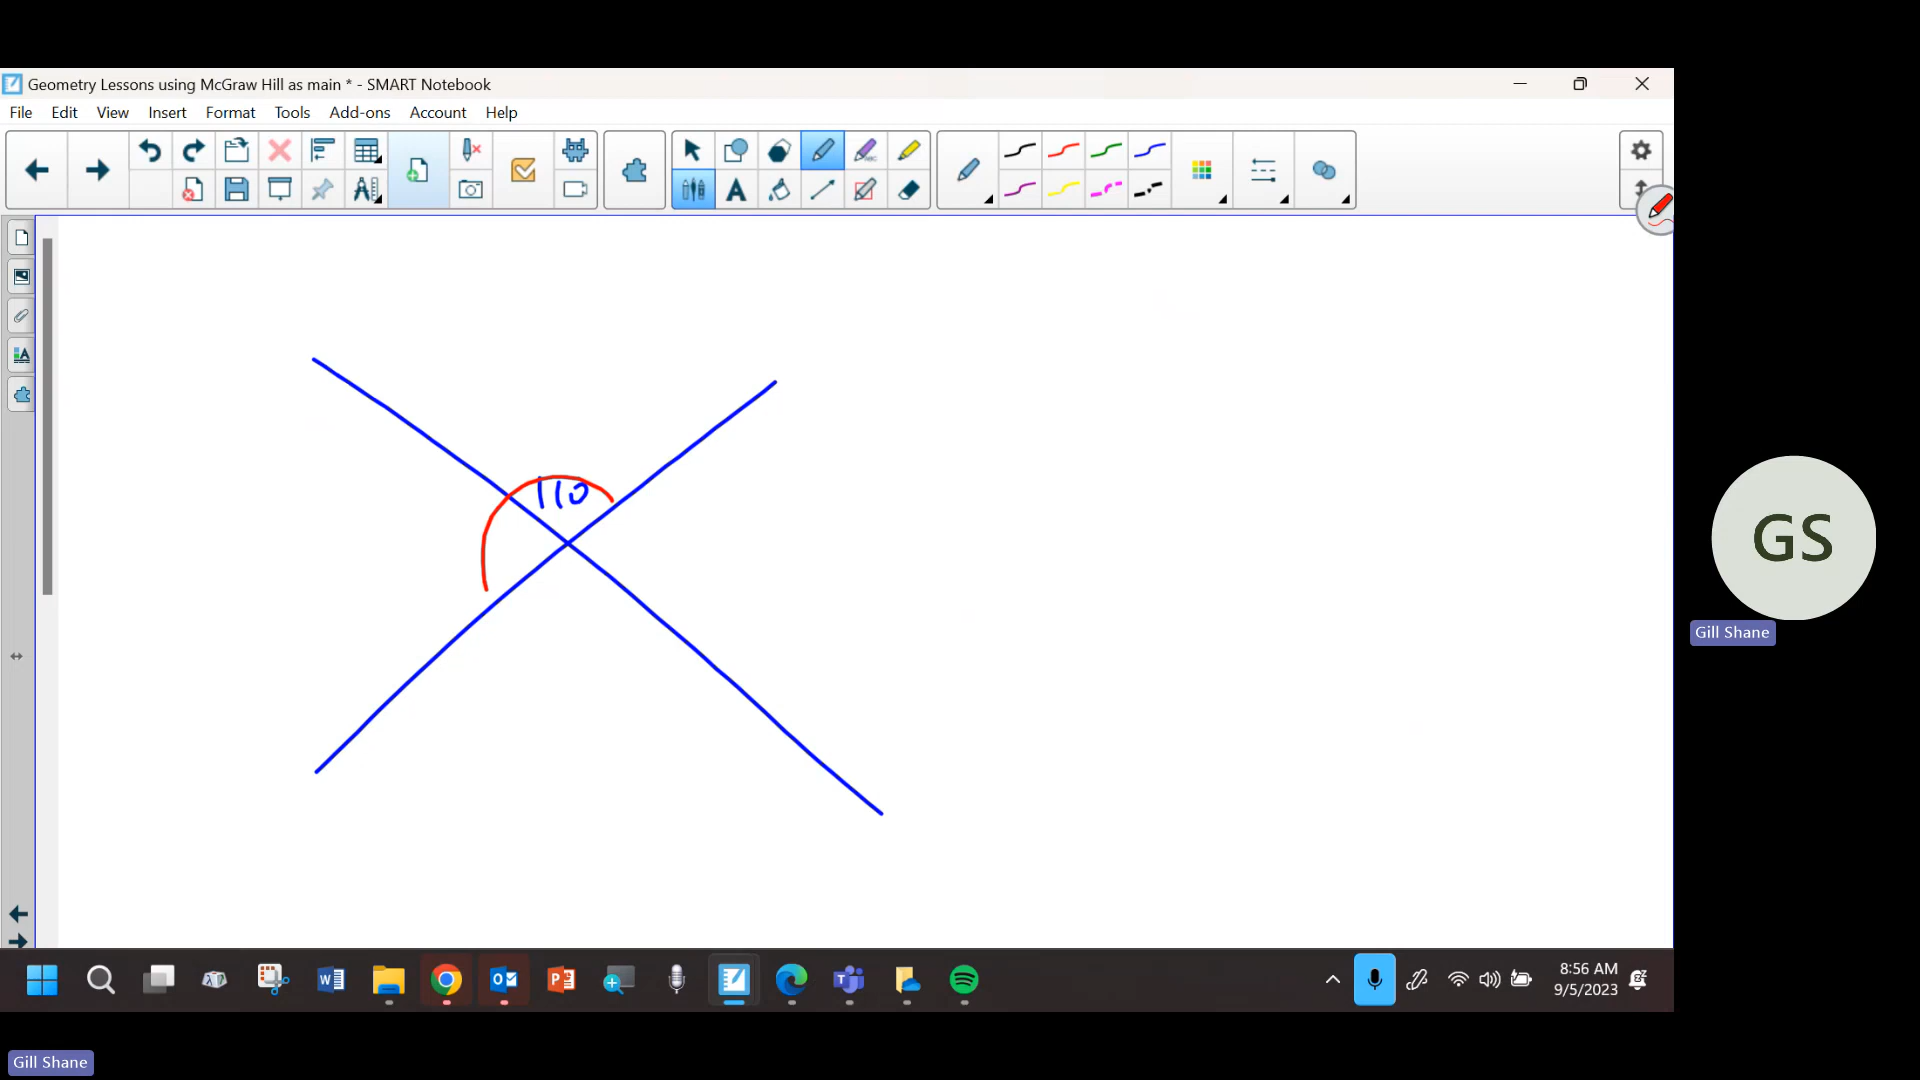 Geometry Lessons using McGraw Hill as main * - SMART Notebook
File Edit View Insert Format Tools Add-ons Account Help
110
GS
Gill Shane
8:56 AM
9/5/2023
Gill Shane